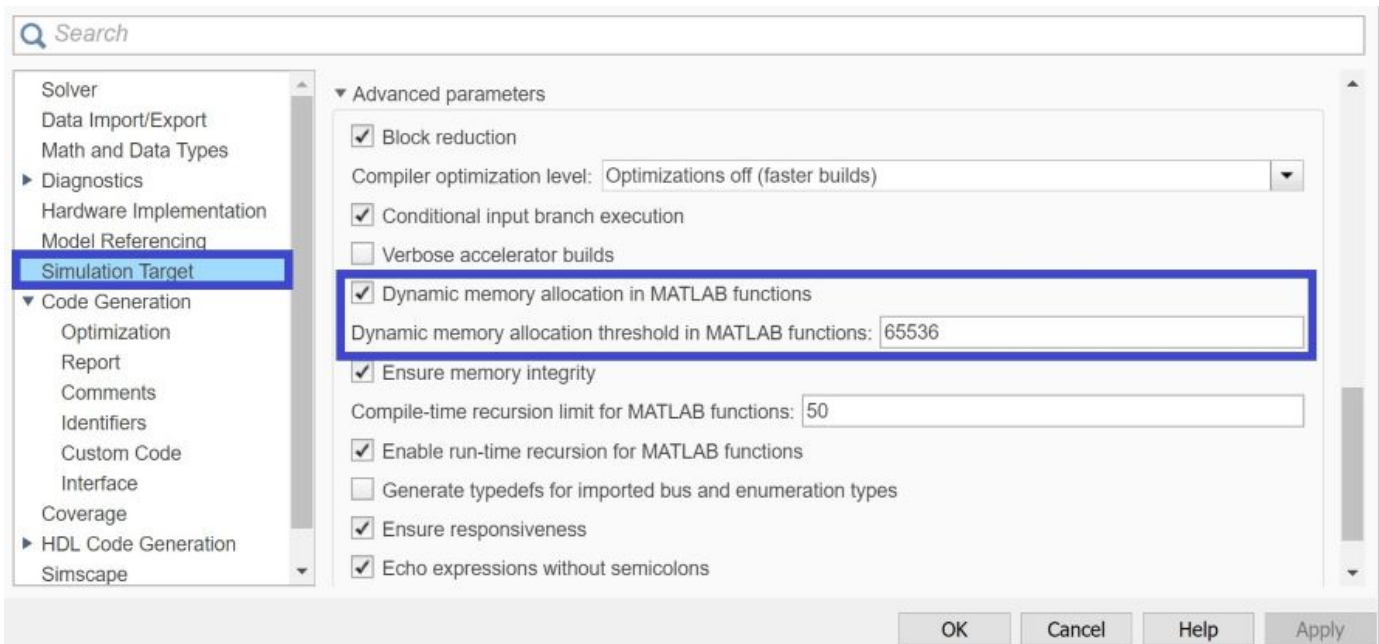 Search
Solver
Data Import/Export
Math and Data Types
Diagnostics
Hardware Implementation
Model Referencing
Simulation Target
Code Generation
Optimization
Report
Comments
Identifiers
Custom Code
Interface
Coverage
HDL Code Generation
Simscape
Advanced parameters
Block reduction
Compiler optimization level: Optimizations off (faster builds)
Conditional input branch execution
Verbose accelerator builds
Dynamic memory allocation in MATLAB functions
Dynamic memory allocation threshold in MATLAB functions: 65536
Ensure memory integrity
Compile-time recursion limit for MATLAB functions: 50
Enable run-time recursion for MATLAB functions
Generate typedefs for imported bus and enumeration types
Ensure responsiveness
Echo expressions without semicolons
OK Cancel Help Apply